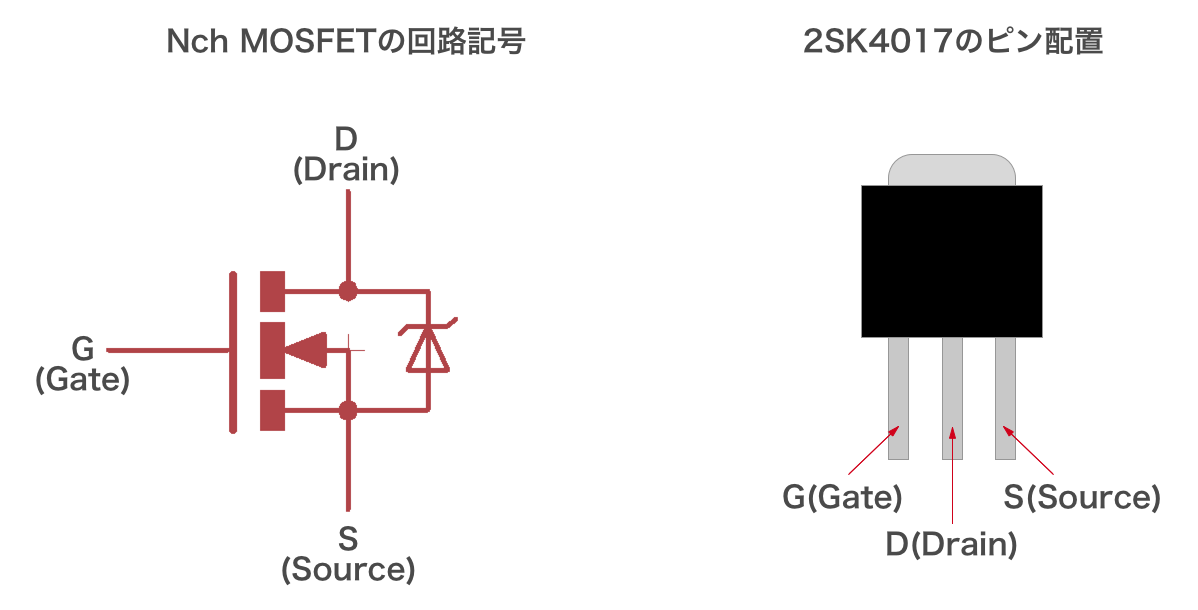 Nch MOSFETの回路記号
D
(Drain)
G
(Gate)
S
(Source)
2SK4017のピン配置
G(Gate)
S(Source)
D(Drain)